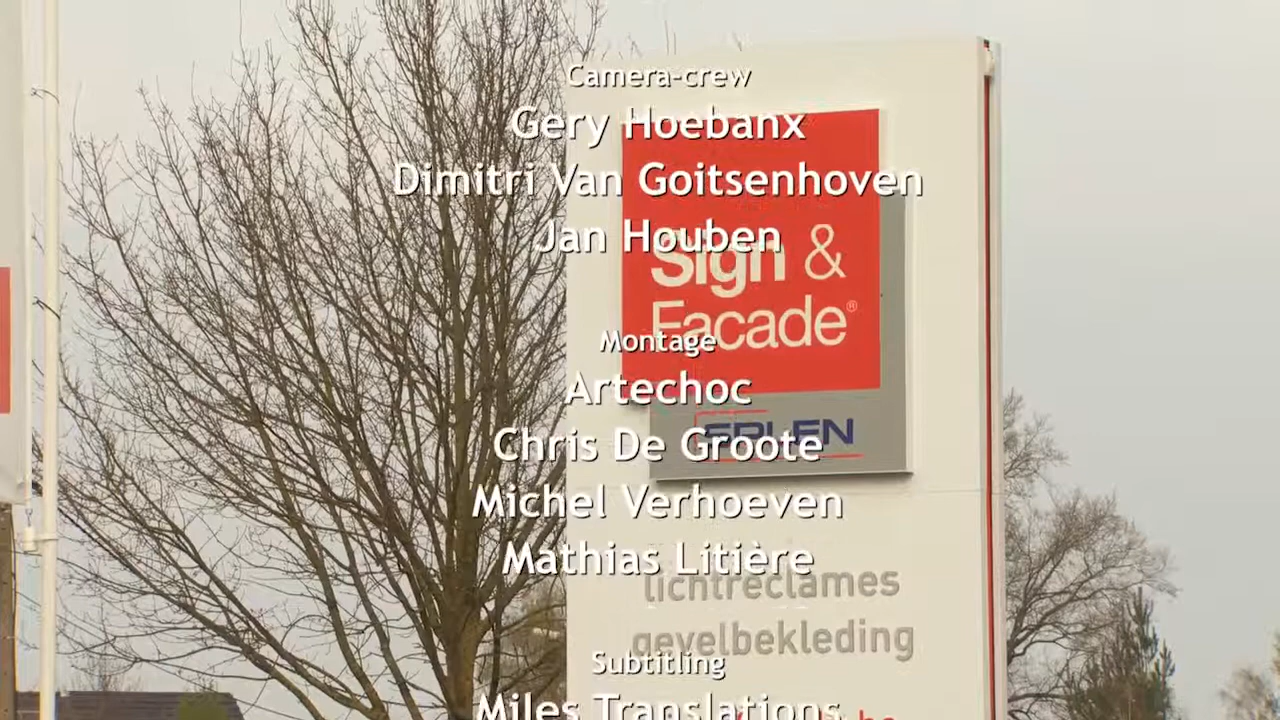 Camera-crew
Gery Hoebanx
Dimitri Van Goitsenhoven
Jan Houben
Sign &
Facade®
Montage
Artechoc
Chris De Groote
Michel Verhoeven
Mathias Litière
lichtreclames
gevelbekleding
Subtitling
Miles Translations